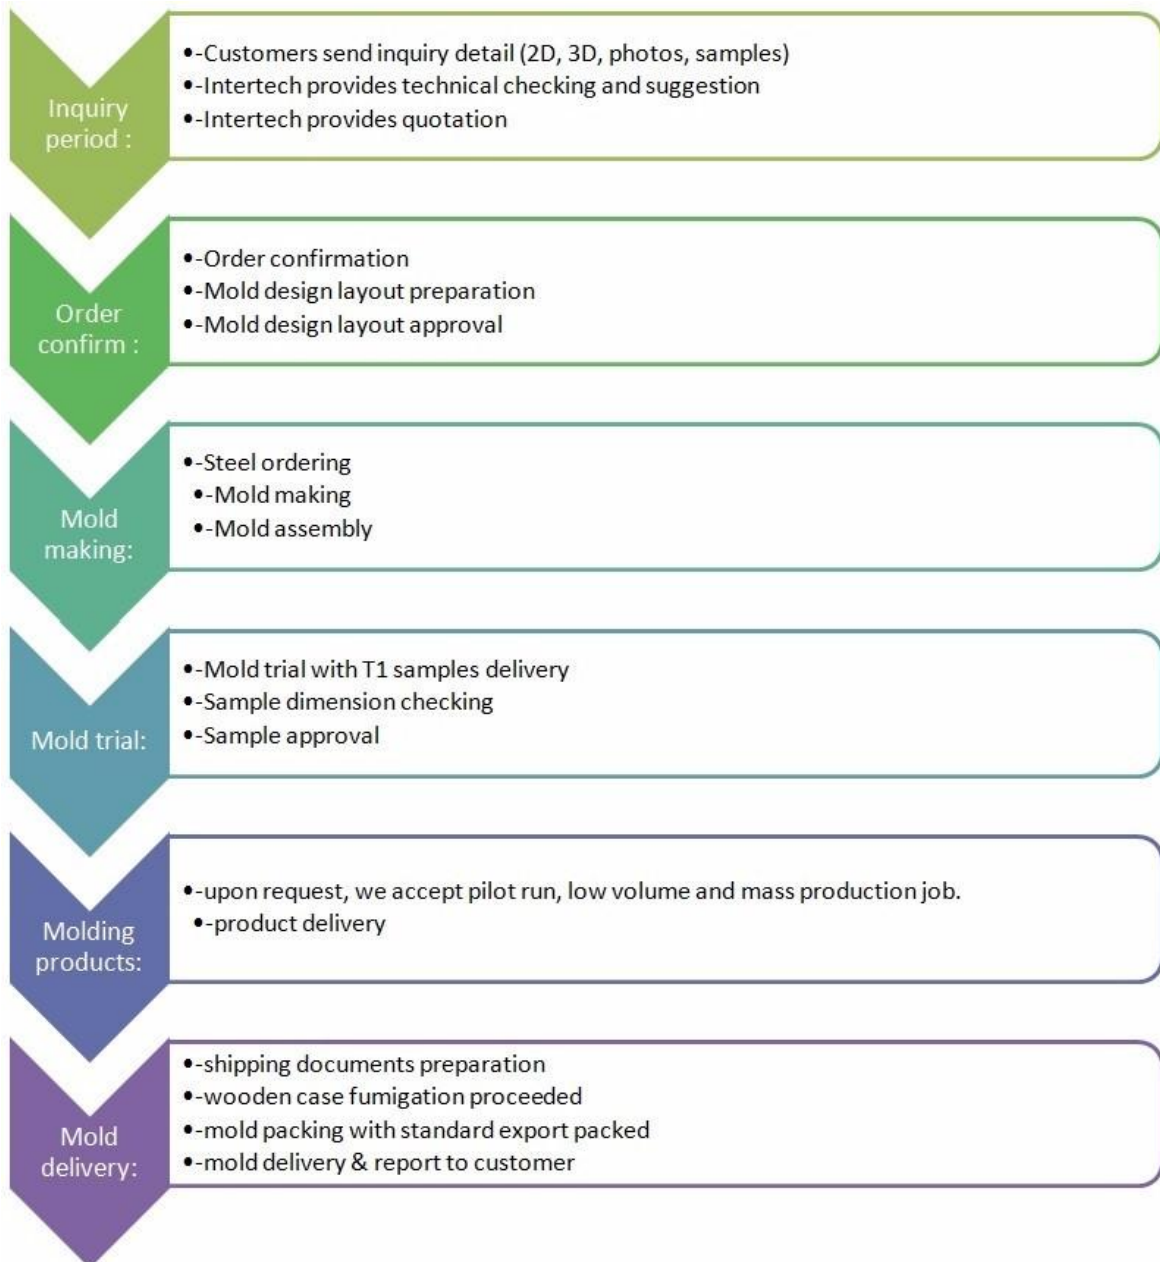 Inquiry
period :
•-Customers send inquiry detail (2D, 3D, photos, samples)
•-Intertech provides technical checking and suggestion
•-Intertech provides quotation
Order
confirm :
•-Order confirmation
•-Mold design layout preparation
•-Mold design layout approval
Mold
making:
•-Steel ordering
•-Mold making
•-Mold assembly
Mold trial:
•-Mold trial with T1 samples delivery
•-Sample dimension checking
•-Sample approval
Molding
products:
•-upon request, we accept pilot run, low volume and mass production job.
•-product delivery
Mold
delivery:
•-shipping documents preparation
•-wooden case fumigation proceeded
•-mold packing with standard export packed
•-mold delivery & report to customer